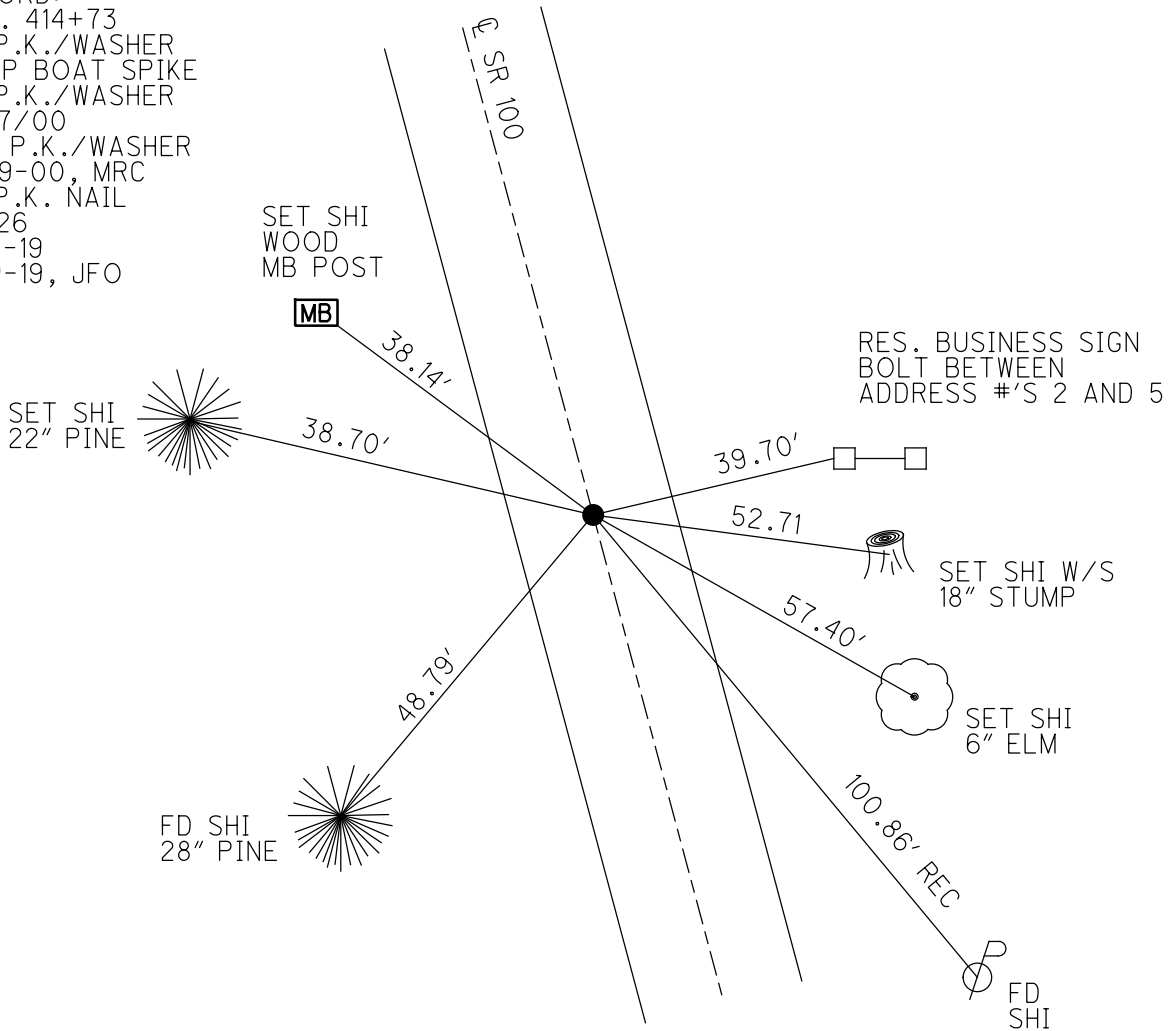 . 414+73
P.K./WASHER
P BOAT SPIKE
P.K./WASHER
7/00
P.K./WASHER
9-00, MRC
P.K. NAIL
26
-19
-19, JFO
℄ SR 100
SET SHI
WOOD
MB POST
MB
38.14'
RES. BUSINESS SIGN
BOLT BETWEEN
ADDRESS #'S 2 AND 5
SET SHI
22" PINE
38.70'
39.70'
52.71
SET SHI W/S
18" STUMP
57.40'
48.79'
SET SHI
6" ELM
100.86' REC
FD SHI
28" PINE
FD
SHI